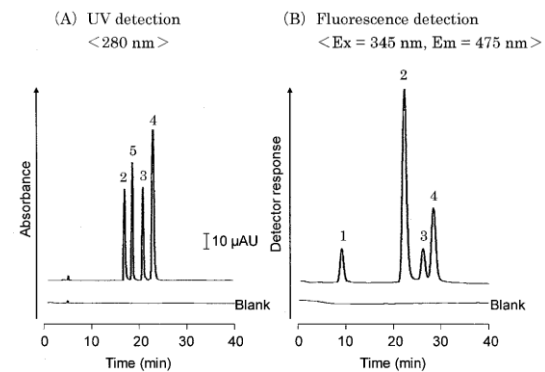 (A) UV detection
<280 nm>
Absorbance
2
5
3
4
10 μAU
Blank
0 10 20 30 40
Time (min)
(B) Fluorescence detection
<Ex = 345 nm, Em = 475 nm>
Detector response
1
2
3
4
Blank
0 10 20 30 40
Time (min)